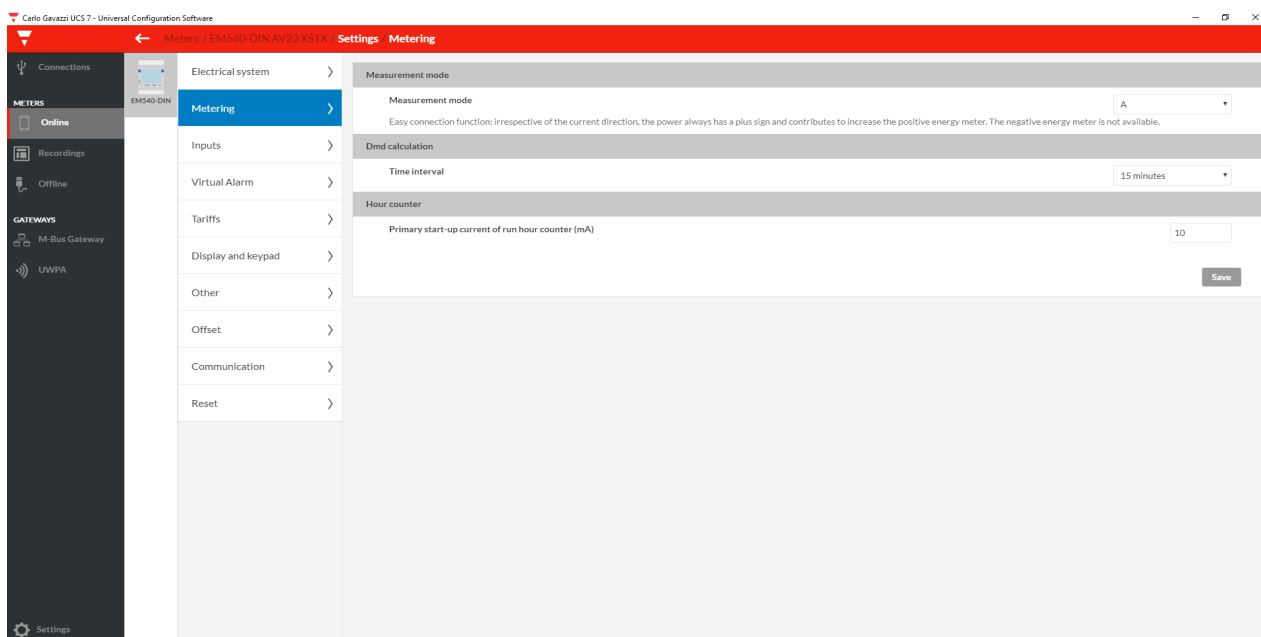 Carlo Gavazzi UCS 7 - Universal Configuration Software
Meters / EM540-DIN AV23 XS1X / Settings / Metering
Connections
METERS
Online
Recordings
Offline
GATEWAYS
M-Bus Gateway
UWPA
Settings
EM540-DIN
Electrical system
Metering
Inputs
Virtual Alarm
Tariffs
Display and keypad
Other
Offset
Communication
Reset
Measurement mode
Measurement mode
A
Easy connection function: irrespective of the current direction, the power always has a plus sign and contributes to increase the positive energy meter. The negative energy meter is not available.
Dmd calculation
Time interval
15 minutes
Hour counter
Primary start-up current of run hour counter (mA)
10
Save